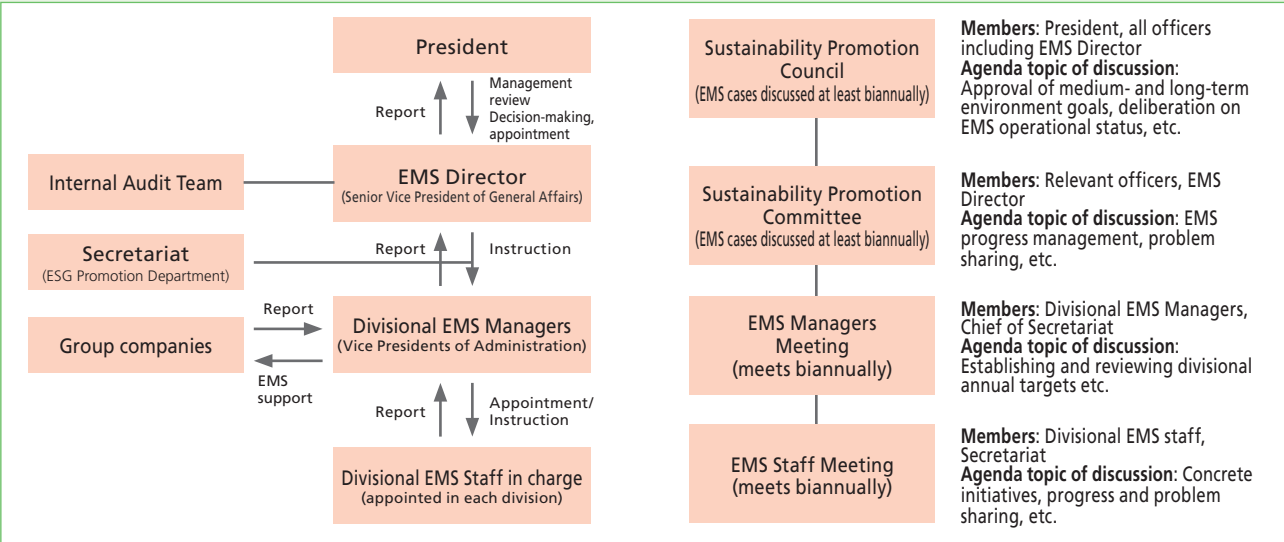 President
Report
Management
review
Decision-making,
appointment
Internal Audit Team
EMS Director
(Senior Vice President of General Affairs)
Secretariat
(ESG Promotion Department)
Report
Instruction
Group companies
Report
EMS
support
Divisional EMS Managers
(Vice Presidents of Administration)
Report
Appointment/
Instruction
Divisional EMS Staff in charge
(appointed in each division)
Sustainability Promotion
Council
(EMS cases discussed at least biannually)
Members: President, all officers
including EMS Director
Agenda topic of discussion:
Approval of medium- and long-term
environment goals, deliberation on
EMS operational status, etc.
Sustainability Promotion
Committee
(EMS cases discussed at least biannually)
Members: Relevant officers, EMS
Director
Agenda topic of discussion: EMS
progress management, problem
sharing, etc.
EMS Managers
Meeting
(meets biannually)
Members: Divisional EMS Managers,
Chief of Secretariat
Agenda topic of discussion:
Establishing and reviewing divisional
annual targets etc.
EMS Staff Meeting
(meets biannually)
Members: Divisional EMS staff,
Secretariat
Agenda topic of discussion: Concrete
initiatives, progress and problem
sharing, etc.